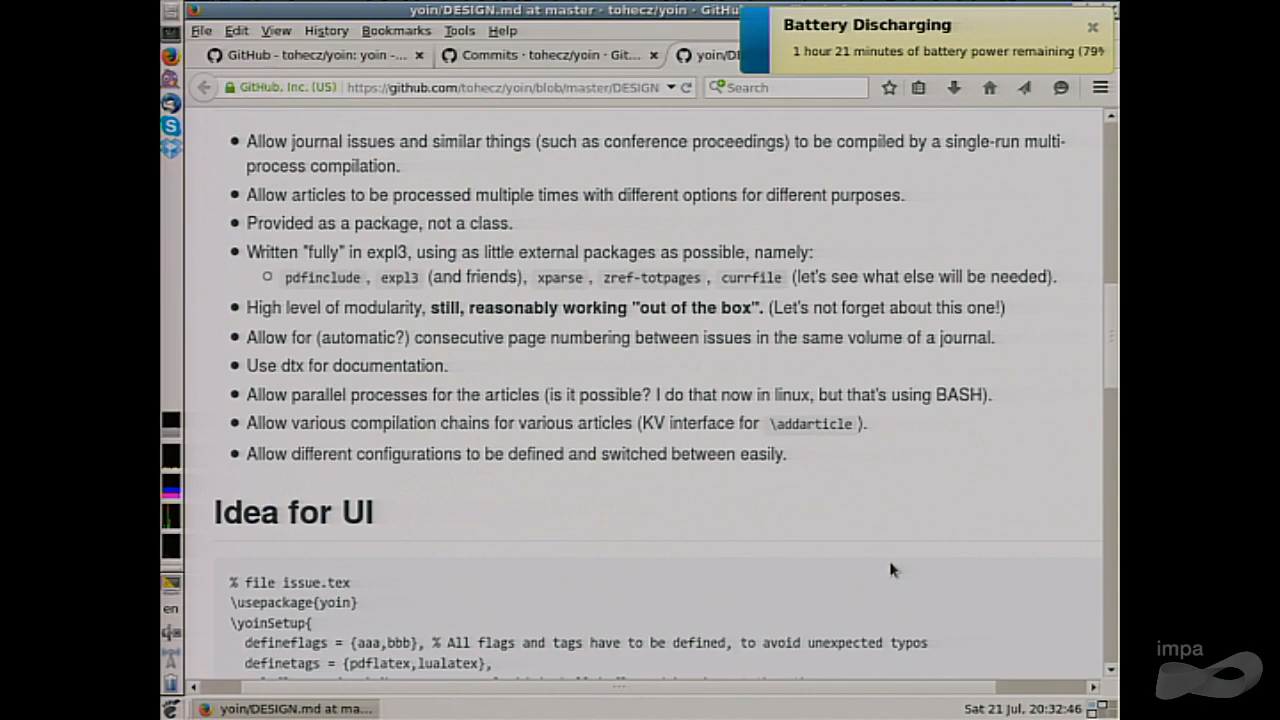 yoin/DESIGN.md at master · tohecz/yoin · GitHu
Battery Discharging
1 hour 21 minutes of battery power remaining (79%
File Edit View History Bookmarks Tools Help
GitHub - tohecz/yoin: yoin -...
Commits · tohecz/yoin · Git...
yoin/DE
GitHub, Inc. (US)
https://github.com/tohecz/yoin/blob/master/DESIGN
Search
Allow journal issues and similar things (such as conference proceedings) to be compiled by a single-run multi-
process compilation.
Allow articles to be processed multiple times with different options for different purposes.
Provided as a package, not a class.
Written "fully" in expl3, using as little external packages as possible, namely:
pdfinclude, expl3 (and friends), xparse, zref-totpages, currfile (let's see what else will be needed).
High level of modularity, still, reasonably working "out of the box". (Let's not forget about this one!)
Allow for (automatic?) consecutive page numbering between issues in the same volume of a journal.
Use dtx for documentation.
Allow parallel processes for the articles (is it possible? I do that now in linux, but that's using BASH).
Allow various compilation chains for various articles (KV interface for \addarticle ).
Allow different configurations to be defined and switched between easily.
Idea for UI
% file issue.tex
\usepackage{yoin}
\yoinSetup{
defineflags = {aaa,bbb}, % All flags and tags have to be defined, to avoid unexpected typos
definetags = {pdflatex,lualatex},
en
impa
yoin/DESIGN.md at ma...
Sat 21 Jul, 20:32:46